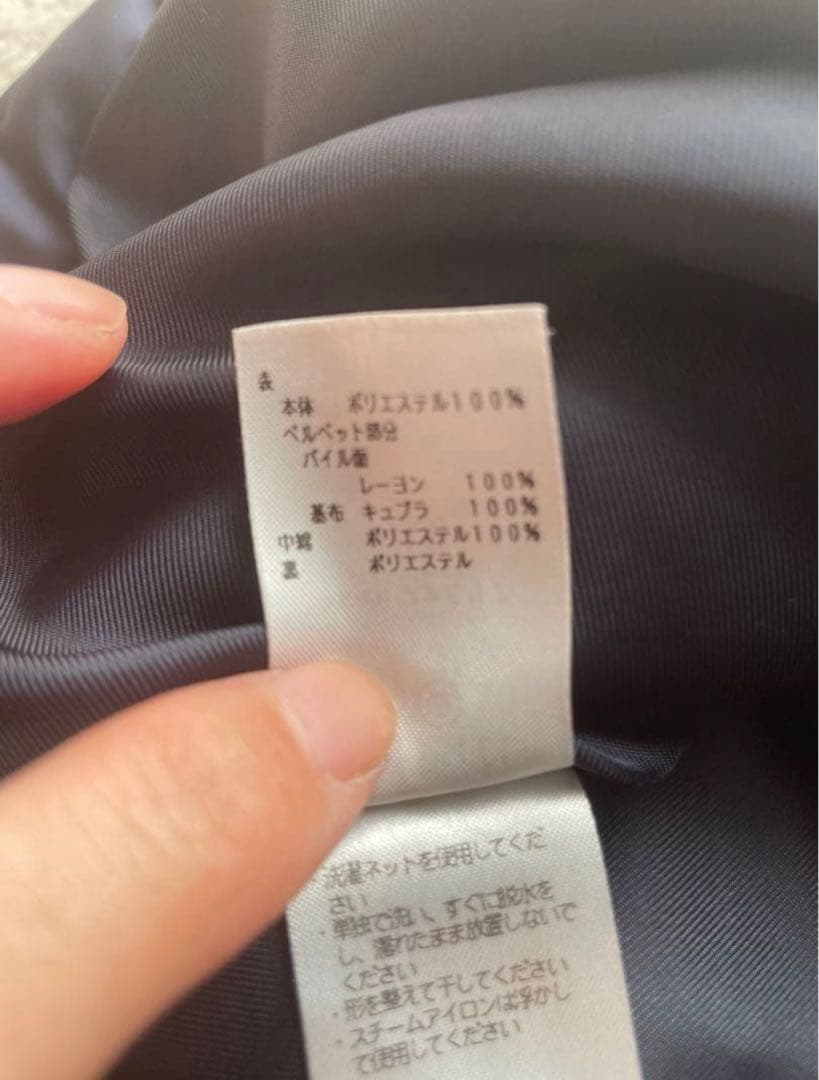 表
本体 ポリエステル100%
ベルベット部分
パイル面
レーヨン 100%
基布 キュプラ 100%
中綿 ポリエステル100%
裏 ポリエステル
・洗濯ネットを使用してくだ
さい
・単独で洗い、すぐに脱水を
し、濡れたまま放置しないで
ください
・形を整えて干してください
・スチームアイロンは浮かし
て使用してください